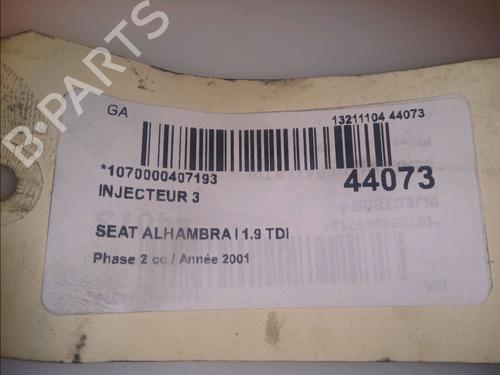 B-PARTS
GA
13211104 44073
*1070000407193
44073
INJECTEUR 3
SEAT ALHAMBRA I 1.9 TDI
Phase 2 cc / Année 2001